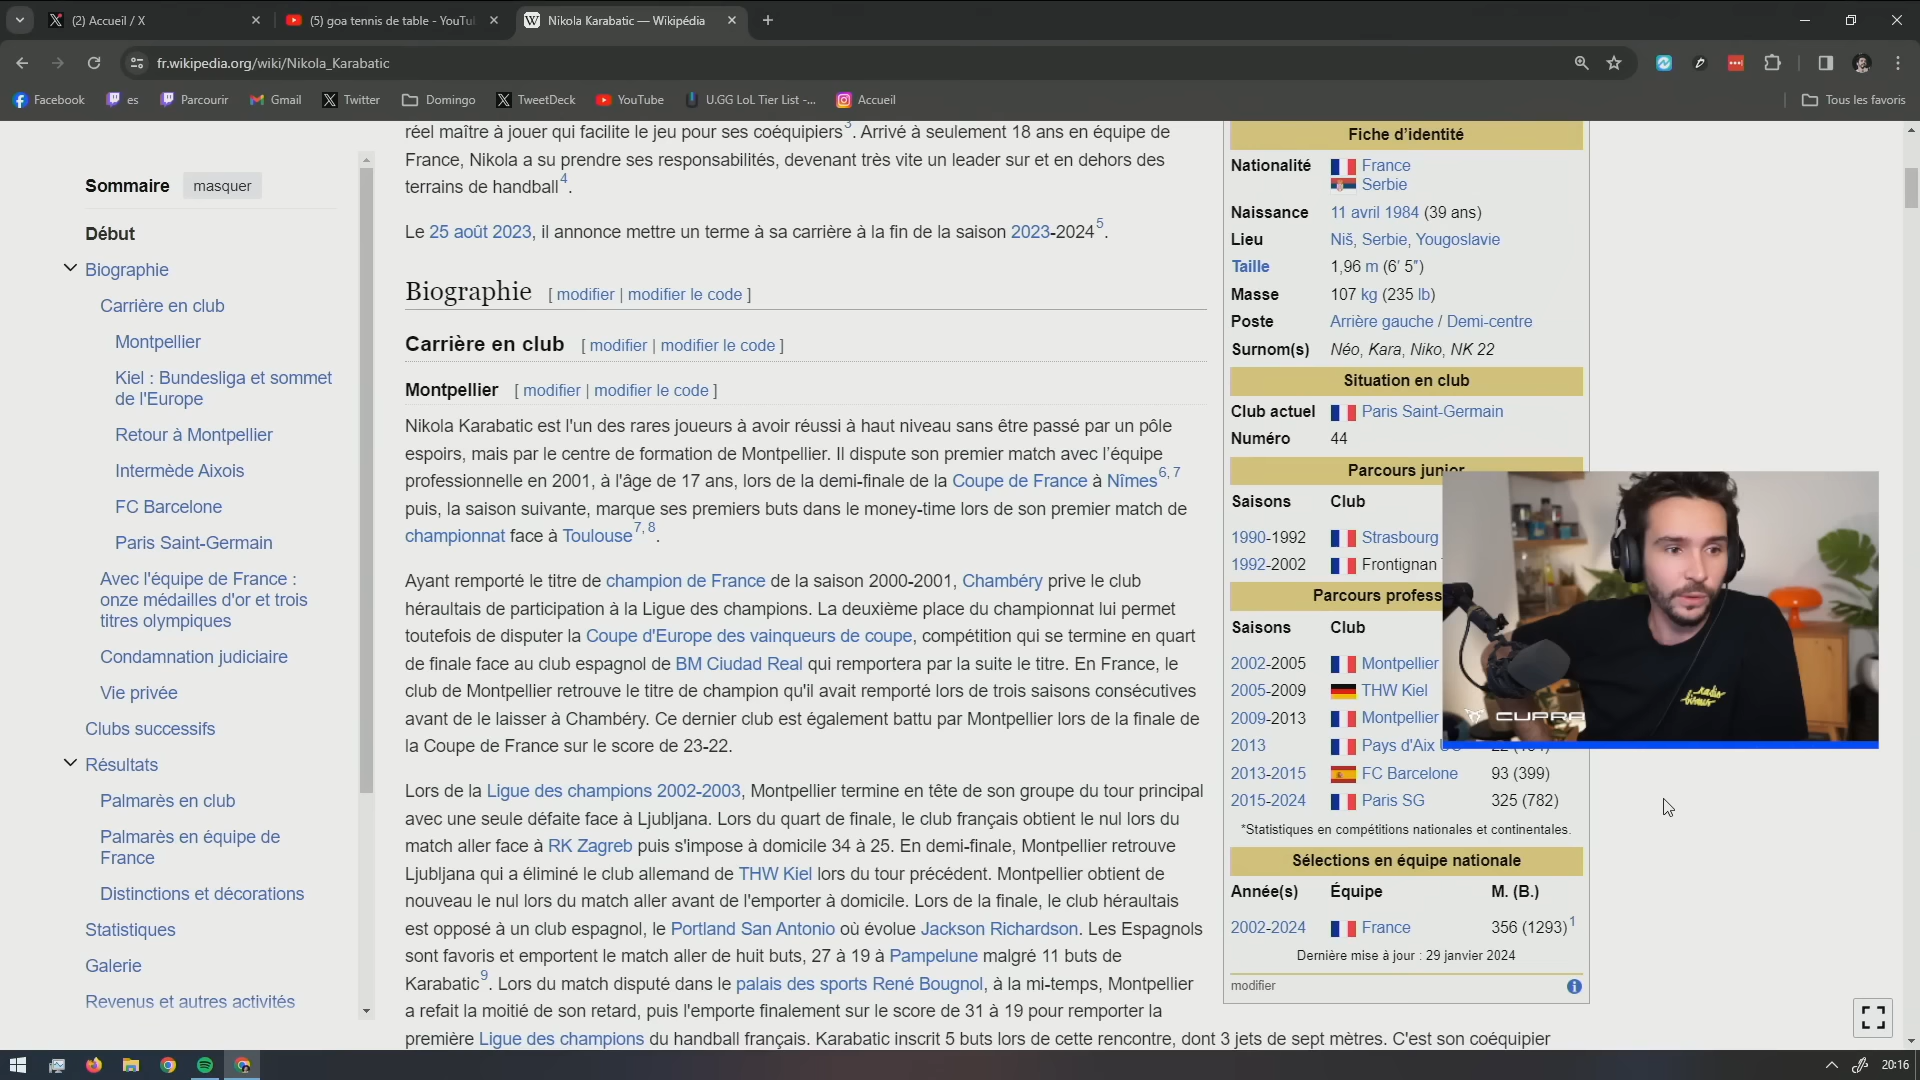 (2) Accueil / X
(5) goa tennis de table - YouTu
Nikola Karabatic — Wikipédia
fr.wikipedia.org/wiki/Nikola_Karabatic
Facebook
es
Parcourir
Gmail
Twitter
Domingo
TweetDeck
YouTube
U.GG LoL Tier List -...
Accueil
Tous les favoris
Sommaire
masquer
Début
Biographie
Carrière en club
Montpellier
Kiel : Bundesliga et sommet
de l'Europe
Retour à Montpellier
Intermède Aixois
FC Barcelone
Paris Saint-Germain
Avec l'équipe de France :
onze médailles d'or et trois
titres olympiques
Condamnation judiciaire
Vie privée
Clubs successifs
Résultats
Palmarès en club
Palmarès en équipe de
France
Distinctions et décorations
Statistiques
Galerie
Revenus et autres activités
réel maître à jouer qui facilite le jeu pour ses coéquipiers3. Arrivé à seulement 18 ans en équipe de
France, Nikola a su prendre ses responsabilités, devenant très vite un leader sur et en dehors des
terrains de handball4.
Le 25 août 2023, il annonce mettre un terme à sa carrière à la fin de la saison 2023-20245.
Biographie [ modifier | modifier le code ]
Carrière en club [ modifier | modifier le code ]
Montpellier [ modifier | modifier le code ]
Nikola Karabatic est l'un des rares joueurs à avoir réussi à haut niveau sans être passé par un pôle
espoirs, mais par le centre de formation de Montpellier. Il dispute son premier match avec l'équipe
professionnelle en 2001, à l'âge de 17 ans, lors de la demi-finale de la Coupe de France à Nîmes6, 7
puis, la saison suivante, marque ses premiers buts dans le money-time lors de son premier match de
championnat face à Toulouse7, 8.
Ayant remporté le titre de champion de France de la saison 2000-2001, Chambéry prive le club
héraultais de participation à la Ligue des champions. La deuxième place du championnat lui permet
toutefois de disputer la Coupe d'Europe des vainqueurs de coupe, compétition qui se termine en quart
de finale face au club espagnol de BM Ciudad Real qui remportera par la suite le titre. En France, le
club de Montpellier retrouve le titre de champion qu'il avait remporté lors de trois saisons consécutives
avant de le laisser à Chambéry. Ce dernier club est également battu par Montpellier lors de la finale de
la Coupe de France sur le score de 23-22.
Lors de la Ligue des champions 2002-2003, Montpellier termine en tête de son groupe du tour principal
avec une seule défaite face à Ljubljana. Lors du quart de finale, le club français obtient le nul lors du
match aller face à RK Zagreb puis s'impose à domicile 34 à 25. En demi-finale, Montpellier retrouve
Ljubljana qui a éliminé le club allemand de THW Kiel lors du tour précédent. Montpellier obtient de
nouveau le nul lors du match aller avant de l'emporter à domicile. Lors de la finale, le club héraultais
est opposé à un club espagnol, le Portland San Antonio où évolue Jackson Richardson. Les Espagnols
sont favoris et emportent le match aller de huit buts, 27 à 19 à Pampelune malgré 11 buts de
Karabatic9. Lors du match disputé dans le palais des sports René Bougnol, à la mi-temps, Montpellier
a refait la moitié de son retard, puis l'emporte finalement sur le score de 31 à 19 pour remporter la
première Ligue des champions du handball français. Karabatic inscrit 5 buts lors de cette rencontre, dont 3 jets de sept mètres. C'est son coéquipier
Fiche d'identité
Nationalité France
Serbie
Naissance 11 avril 1984 (39 ans)
Lieu Niš, Serbie, Yougoslavie
Taille 1,96 m (6′ 5″)
Masse 107 kg (235 lb)
Poste Arrière gauche / Demi-centre
Surnom(s) Néo, Kara, Niko, NK 22
Situation en club
Club actuel Paris Saint-Germain
Numéro 44
Parcours junior
Saisons Club
1990-1992 Strasbourg
1992-2002 Frontignan
Parcours profess
Saisons Club
2002-2005 Montpellier
2005-2009 THW Kiel
2009-2013 Montpellier
2013 Pays d'Aix
2013-2015 FC Barcelone 93 (399)
2015-2024 Paris SG 325 (782)
*Statistiques en compétitions nationales et continentales.
Sélections en équipe nationale
Année(s) Équipe M. (B.)
2002-2024 France 356 (1293)1
Dernière mise à jour : 29 janvier 2024
modifier
radio
bisous
CUPRA
20:16